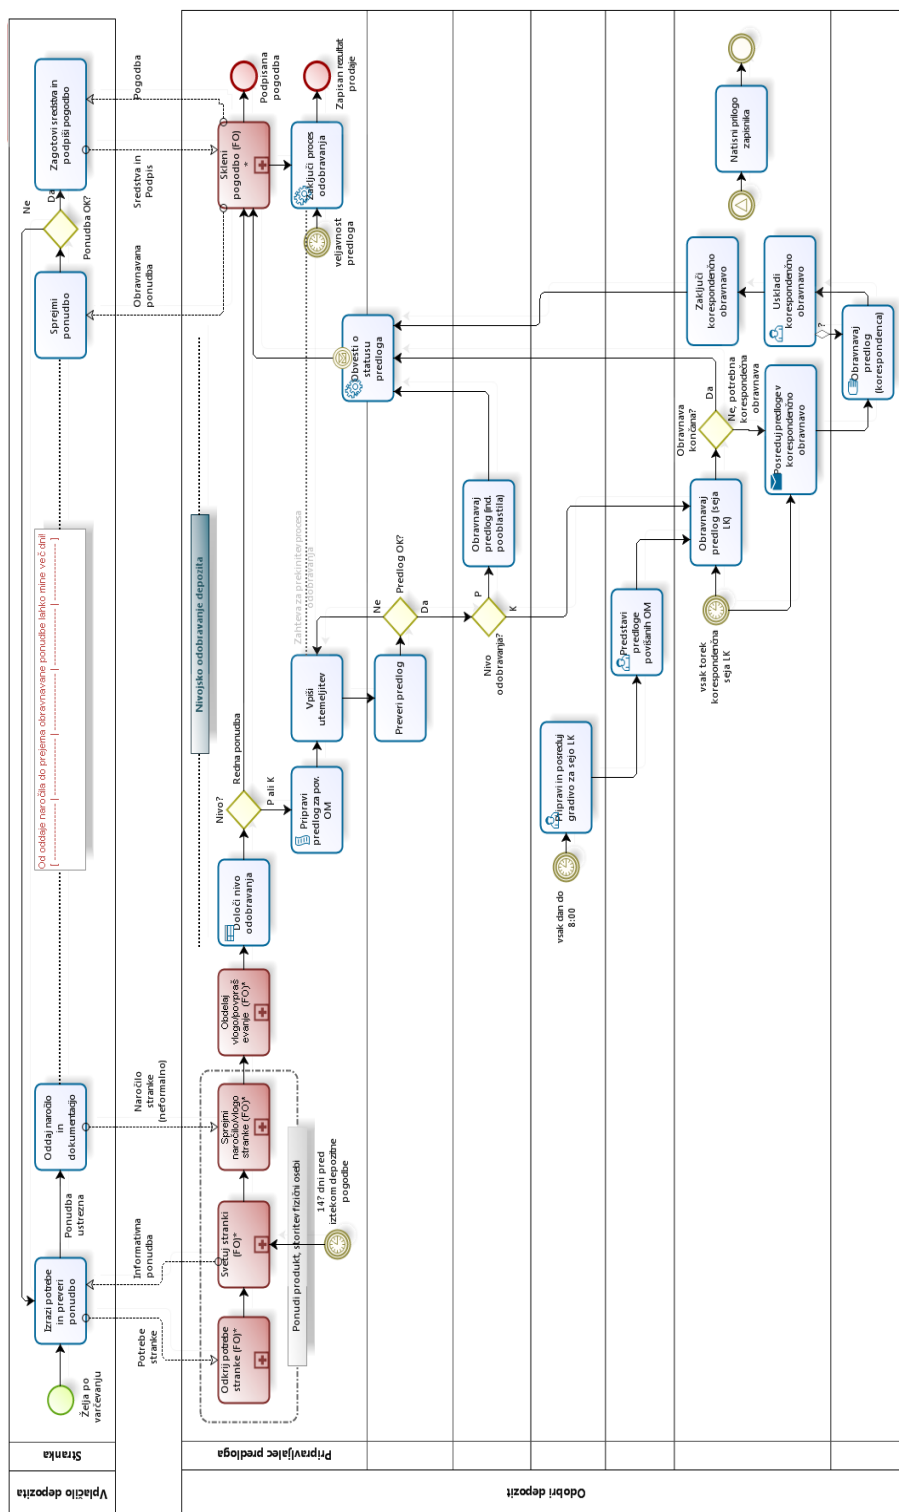 Vplačilo depozita
Stranka
Želja po
varčevanju
Izrazi potrebe
in preveri
ponudbo
Ponudba
ustrezna
Oddaj naročilo
in
dokumentacijo
Od oddaje naročila do prejema obravnavane ponudbe lahko mine več dni!
Sprejmi
ponudbo
Ponudba OK?
Ne
Da
Zagotovi sredstva in
podpiši pogodbo
Potrebe
stranke
Informativna
ponudba
Naročilo
stranke
(neformalno)
Obravnavana
ponudba
Sredstva in
Podpis
Pogodba
Odobri depozit
Pripravljalec predloga
Odkrij potrebe
stranke (FO)*
Svetuj stranki
(FO)*
Sprejmi
naročilo/vlogo
stranke (FO)*
Ponudi produkt, storitev fizični osebi
14? dni pred
iztekom depozitne
pogodbe
Obdelaj
vlogo/povpraš
evanje (FO)*
Določi nivo
odobravanja
Nivo?
Redna ponudba
P ali K
Nivojsko odobravanje depozita
Pripravi
predlog za pov.
OM
Vpiši
utemeljitev
Zahteva za prekinitev procesa
odobravanja
Preveri predlog
Predlog OK?
Ne
Da
Nivo
odobravanja?
P
K
Obravnavaj
predlog (ind.
pooblastila)
Obvesti o
statusu
predloga
Skleni
pogodbo (FO)
*
Podpisana
pogodba
veljavnost
predloga
Zaključi proces
odobravanja
Zapisan rezultat
prodaje
vsak dan do
8:00
Pripravi in posreduj
gradivo za sejo LK
Predstavi
predloge
povišanih OM
vsak torek
korespondenčna
seja LK
Obravnavaj
predlog (seja
LK)
Obravnava
končana?
Da
Ne, potrebna
korespondečna
obravnava
Posreduj predloge v
korespondenčno
obravnavo
Obravnavaj
predlog
(korespondenca)
?
Uskladi
korespondenčno
obravnavo
Zaključi
korespondenčno
obravnavo
Natisni prilogo
zapisnika